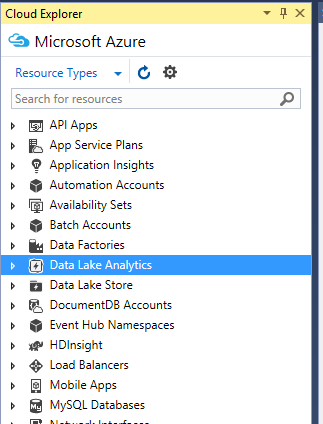 Cloud Explorer
Microsoft Azure
Resource Types
Search for resources
API Apps
App Service Plans
Application Insights
Automation Accounts
Availability Sets
Batch Accounts
Data Factories
Data Lake Analytics
Data Lake Store
DocumentDB Accounts
Event Hub Namespaces
HDInsight
Load Balancers
Mobile Apps
MySQL Databases
Network Interfaces